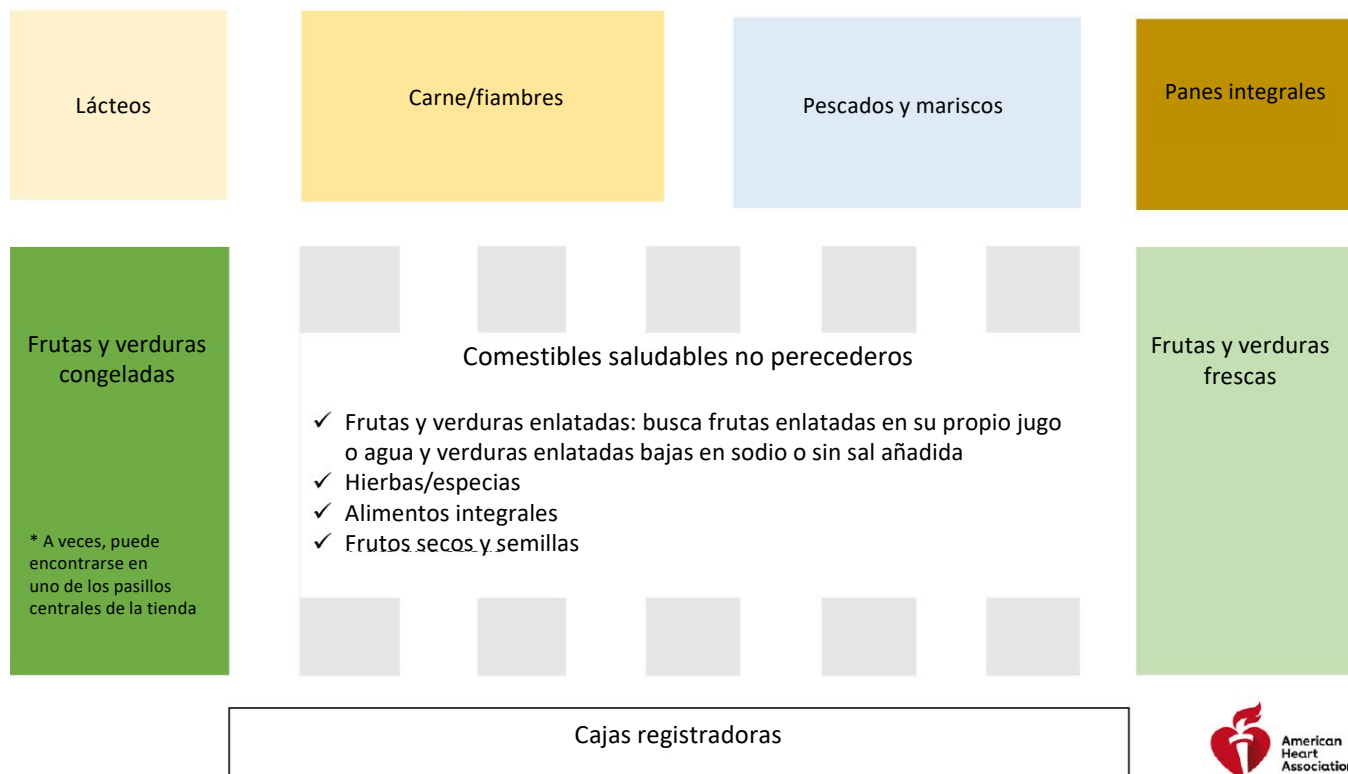 Lácteos
Carne/fiambres
Pescados y mariscos
Panes integrales
Frutas y verduras
congeladas
* A veces, puede
encontrarse en
uno de los pasillos
centrales de la tienda
Comestibles saludables no perecederos
✓ Frutas y verduras enlatadas: busca frutas enlatadas en su propio jugo
o agua y verduras enlatadas bajas en sodio o sin sal añadida
✓ Hierbas/especias
✓ Alimentos integrales
✓ Frutos secos y semillas
Frutas y verduras
frescas
Cajas registradoras
American
Heart
Association